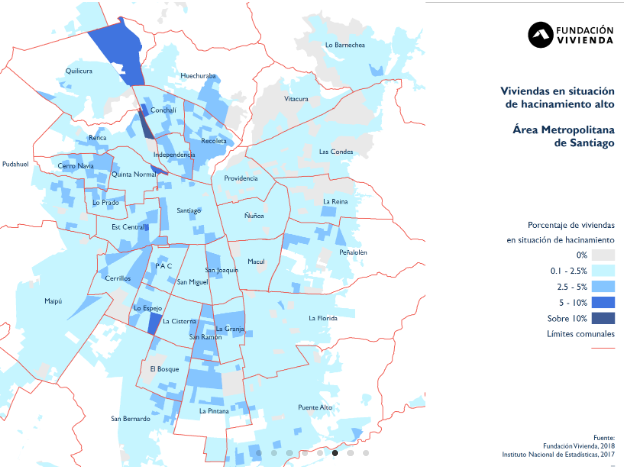 FUNDACIÓN
VIVIENDA
Viviendas en situación
de hacinamiento alto
Área Metropolitana
de Santiago
Lo Barnechea
Quilicura
Huechuraba
Vitacura
Conchalí
Renca
Recoleta
Independencia
Las Condes
Pudahuel
Cerro Navia
Quinta Normal
Providencia
Lo Prado
La Reina
Santiago
Ñuñoa
Est Central
Peñalolén
Macul
P A C
San Joaquín
Cerrillos
San Miguel
Maipú
Lo Espejo
La Cisterna
La Granja
La Florida
San Ramón
El Bosque
La Pintana
Puente Alto
San Bernardo
Porcentaje de viviendas
en situación de hacinamiento
0%
0.1 - 2.5%
2.5 - 5%
5 - 10%
Sobre 10%
Límites comunales
Fuente:
Fundación Vivienda, 2018
Instituto Nacional de Estadísticas, 2017